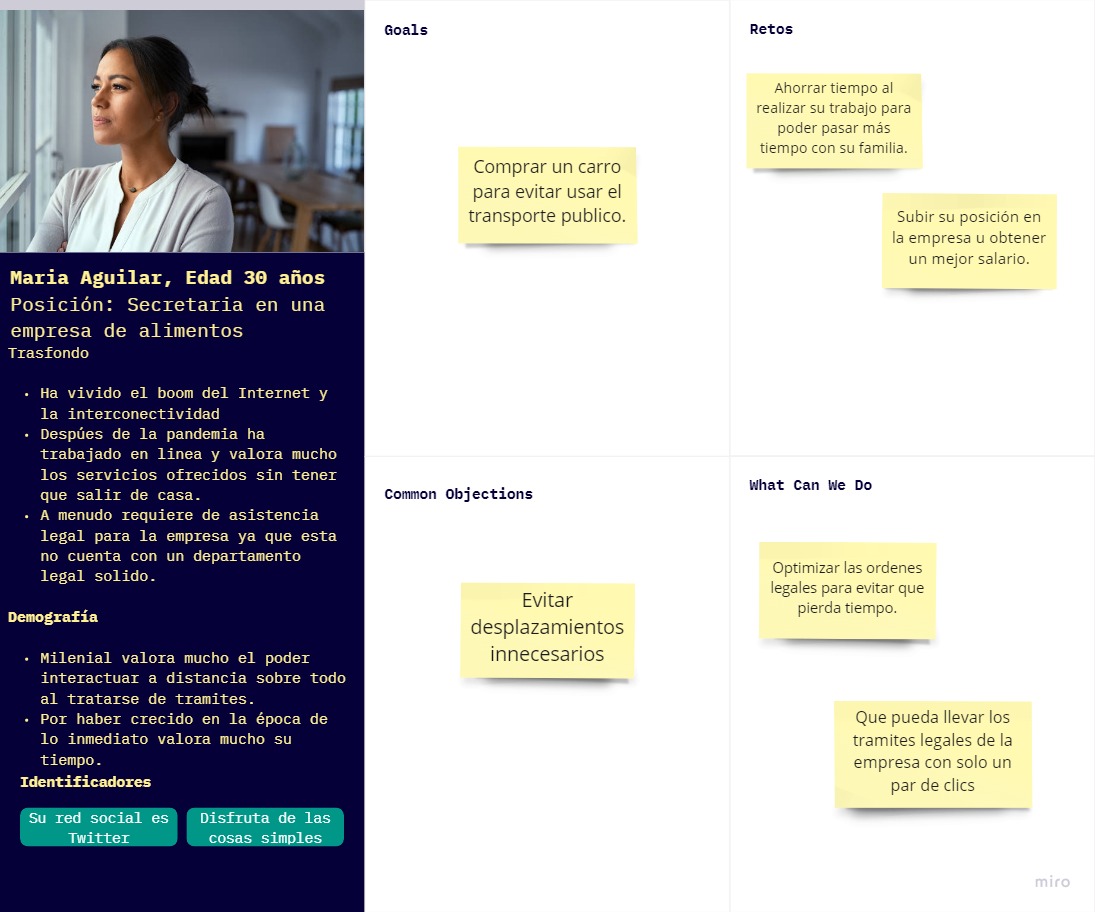 Maria Aguilar, Edad 30 años
Posición: Secretaria en una
empresa de alimentos
Trasfondo
• Ha vivido el boom del Internet y
la interconectividad
• Despúes de la pandemia ha
trabajado en linea y valora mucho
los servicios ofrecidos sin tener
que salir de casa.
• A menudo requiere de asistencia
legal para la empresa ya que esta
no cuenta con un departamento
legal solido.
Demografía
• Milenial valora mucho el poder
interactuar a distancia sobre todo
al tratarse de tramites.
• Por haber crecido en la época de
lo inmediato valora mucho su
tiempo.
Identificadores
Su red social es
Twitter
Disfruta de las
cosas simples
Goals
Comprar un carro
para evitar usar el
transporte publico.
Retos
Ahorrar tiempo al
realizar su trabajo para
poder pasar más
tiempo con su familia.
Subir su posición en
la empresa u obtener
un mejor salario.
Common Objections
Evitar
desplazamientos
innecesarios
What Can We Do
Optimizar las ordenes
legales para evitar que
pierda tiempo.
Que pueda llevar los
tramites legales de la
empresa con solo un
par de clics
miro